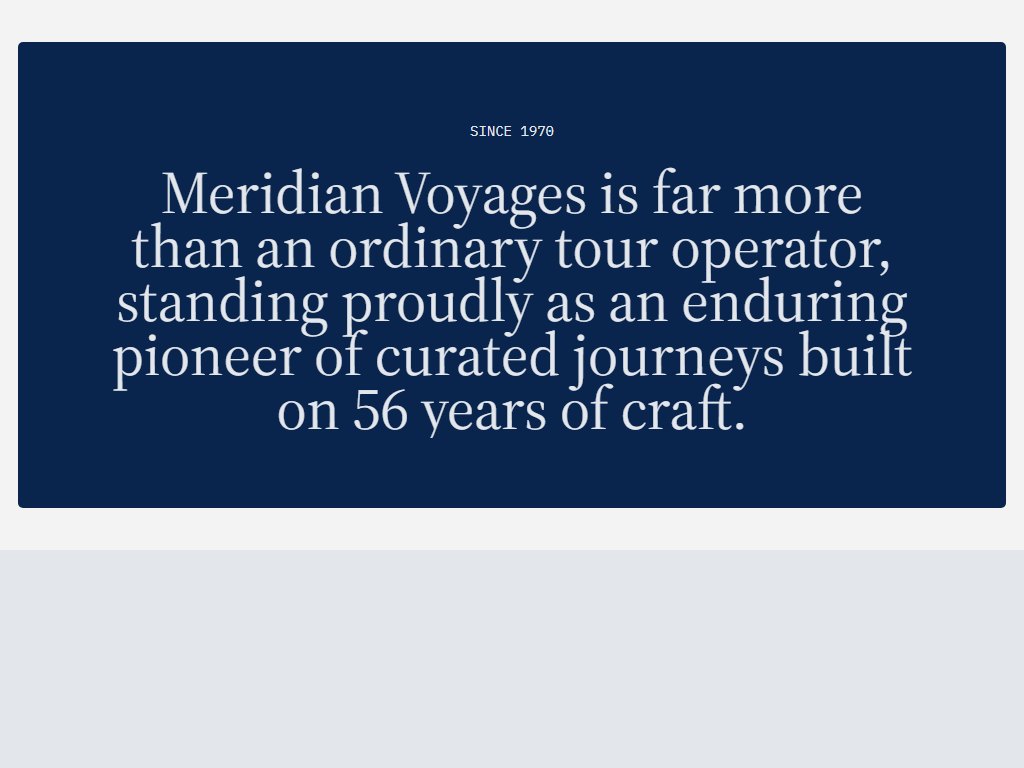 SINCE 1970
Meridian Voyages is far more
than an ordinary tour operator,
standing proudly as an enduring
pioneer of curated journeys built
on 56 years of craft.